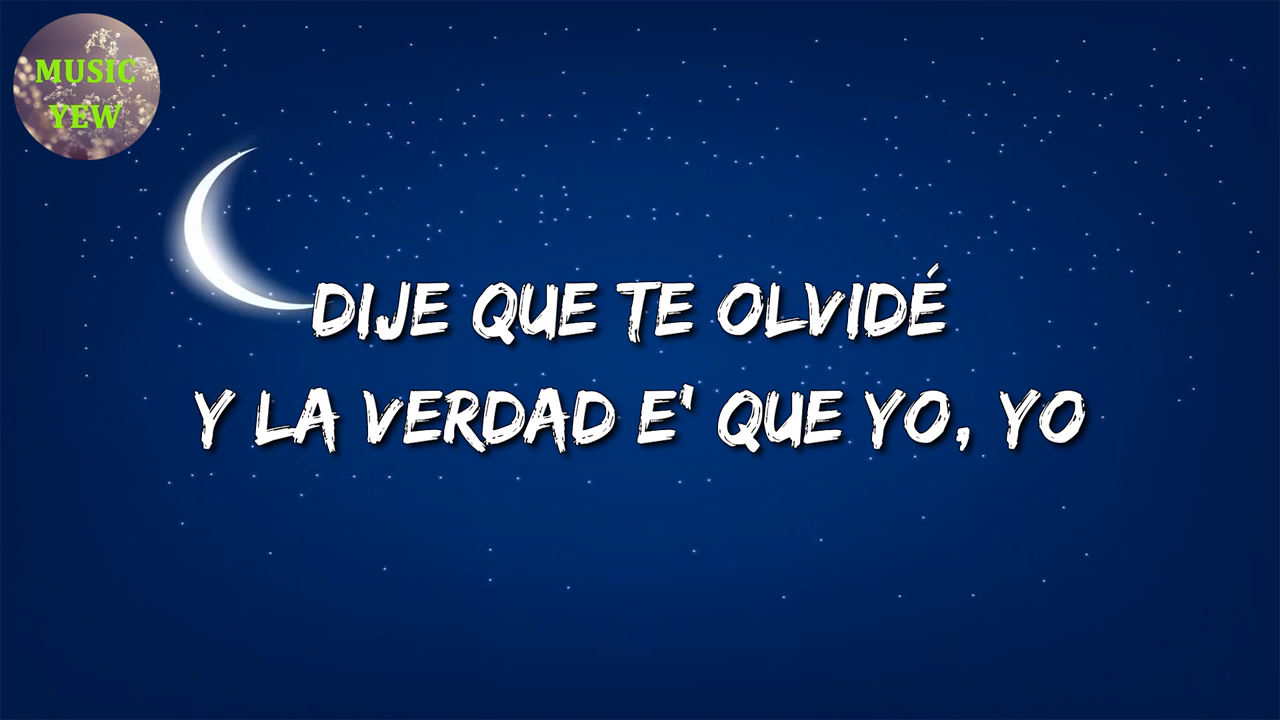 MUSIC
YEW
DIJE QUE TE OLVIDÉ
Y LA VERDAD E' QUE YO, YO